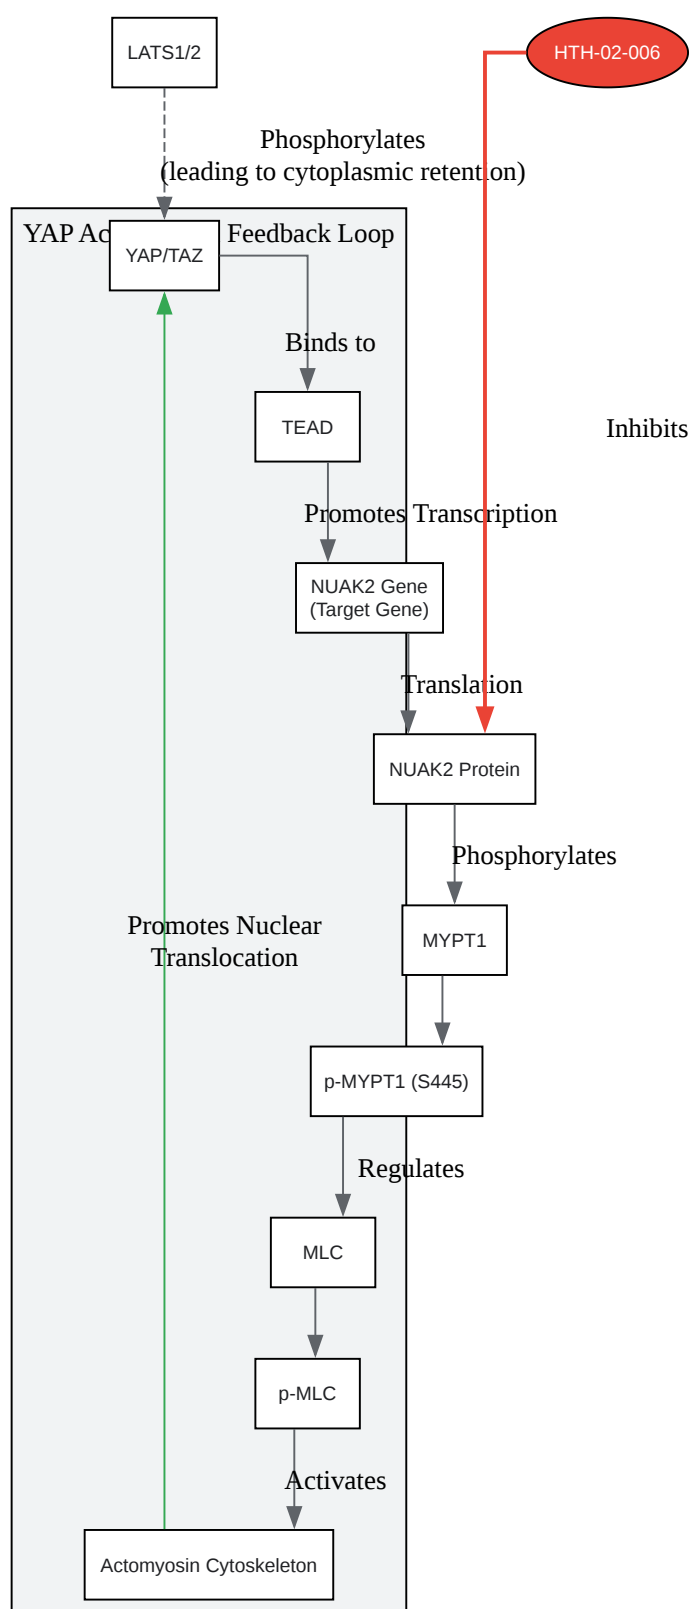 LATS1/2
HTH-02-006
Phosphorylates
(leading to cytoplasmic retention)
YAP Ac
Feedback Loop
YAP/TAZ
Binds to
TEAD
Inhibits
Promotes Transcription
NUAK2 Gene
(Target Gene)
Translation
NUAK2 Protein
Phosphorylates
MYPT1
Promotes Nuclear
Translocation
p-MYPT1 (S445)
Regulates
MLC
p-MLC
Activates
Actomyosin Cytoskeleton